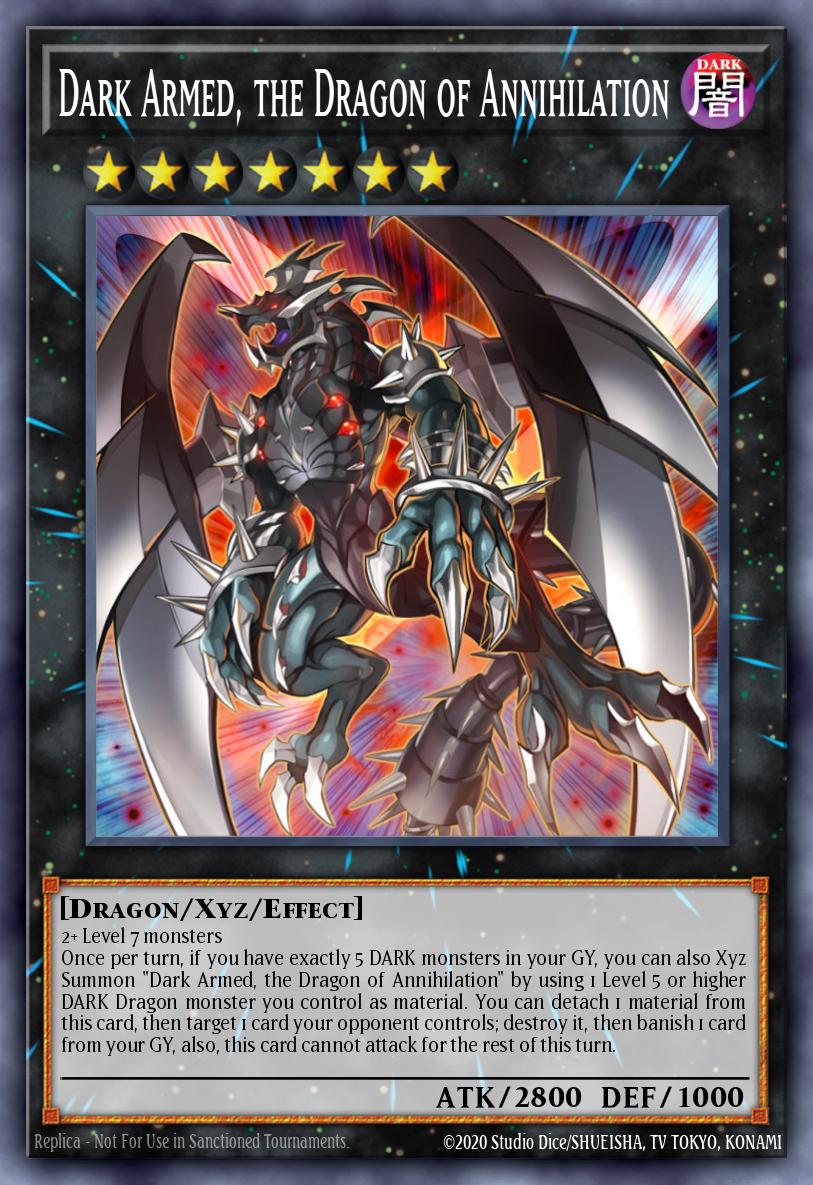 Dark Armed, the Dragon of Annihilation
DARK
闇
[Dragon/Xyz/Effect]
2+ Level 7 monsters
Once per turn, if you have exactly 5 DARK monsters in your GY, you can also Xyz
Summon "Dark Armed, the Dragon of Annihilation" by using 1 Level 5 or higher
DARK Dragon monster you control as material. You can detach 1 material from
this card, then target 1 card your opponent controls; destroy it, then banish 1 card
from your GY, also, this card cannot attack for the rest of this turn.
ATK/2800 DEF/1000
Replica - Not For Use in Sanctioned Tournaments.
©2020 Studio Dice/SHUEISHA, TV TOKYO, KONAMI